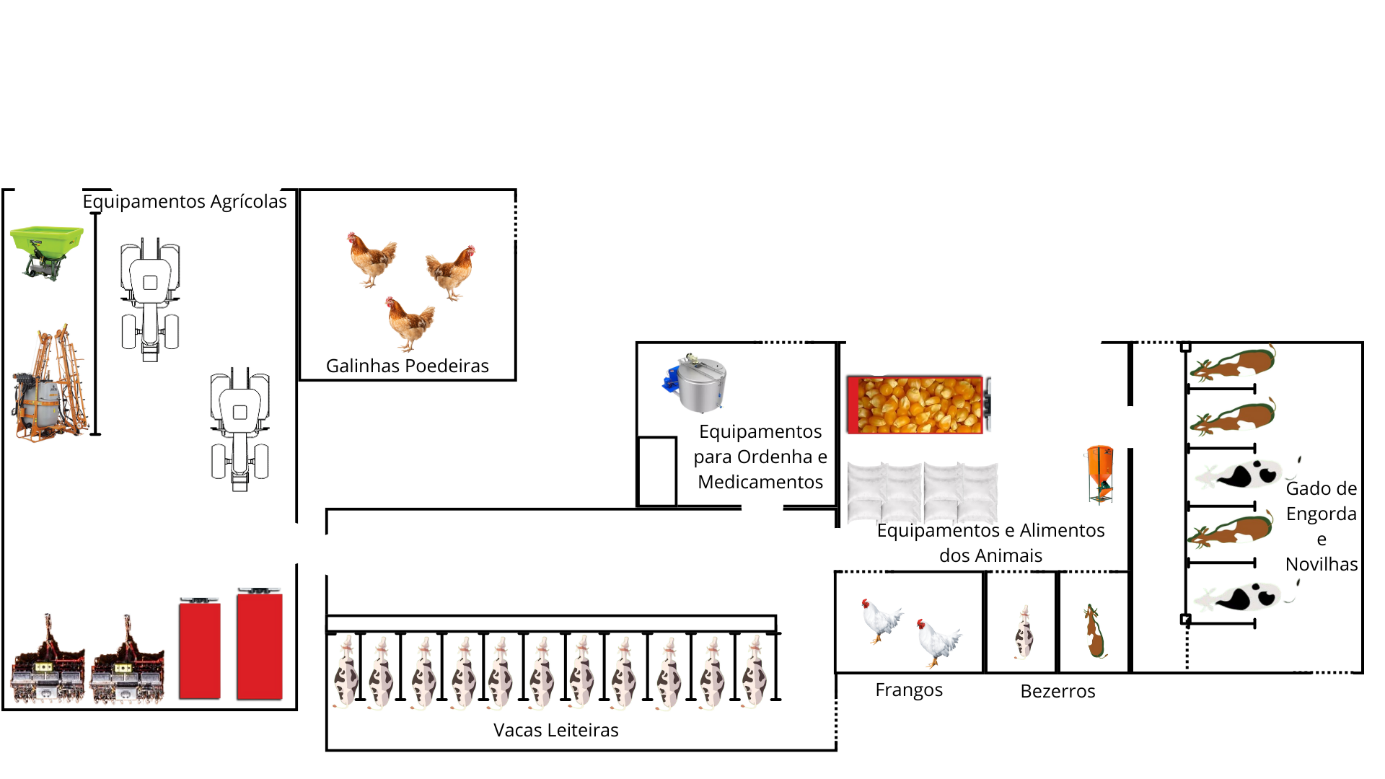 Equipamentos Agrícolas
Galinhas Poedeiras
Equipamentos
para Ordenha e
Medicamentos
Equipamentos e Alimentos
dos Animais
Gado de
Engorda
e
Novilhas
Frangos
Bezerros
Vacas Leiteiras